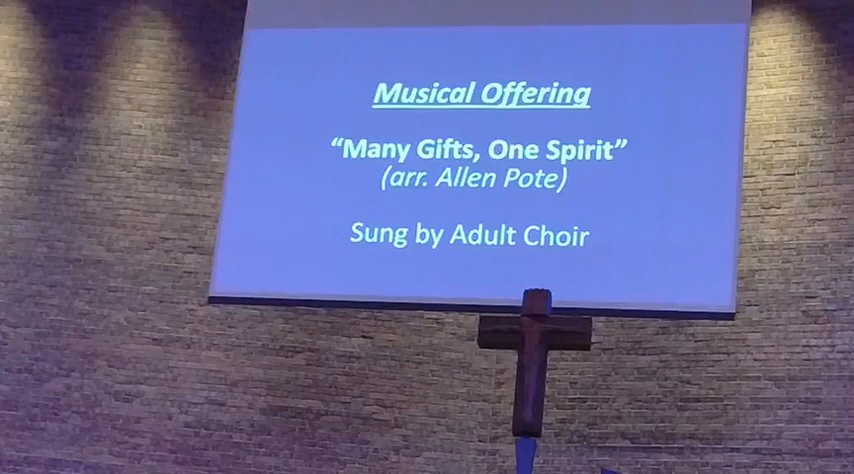 Musical Offering
“Many Gifts, One Spirit”
(arr. Allen Pote)
Sung by Adult Choir